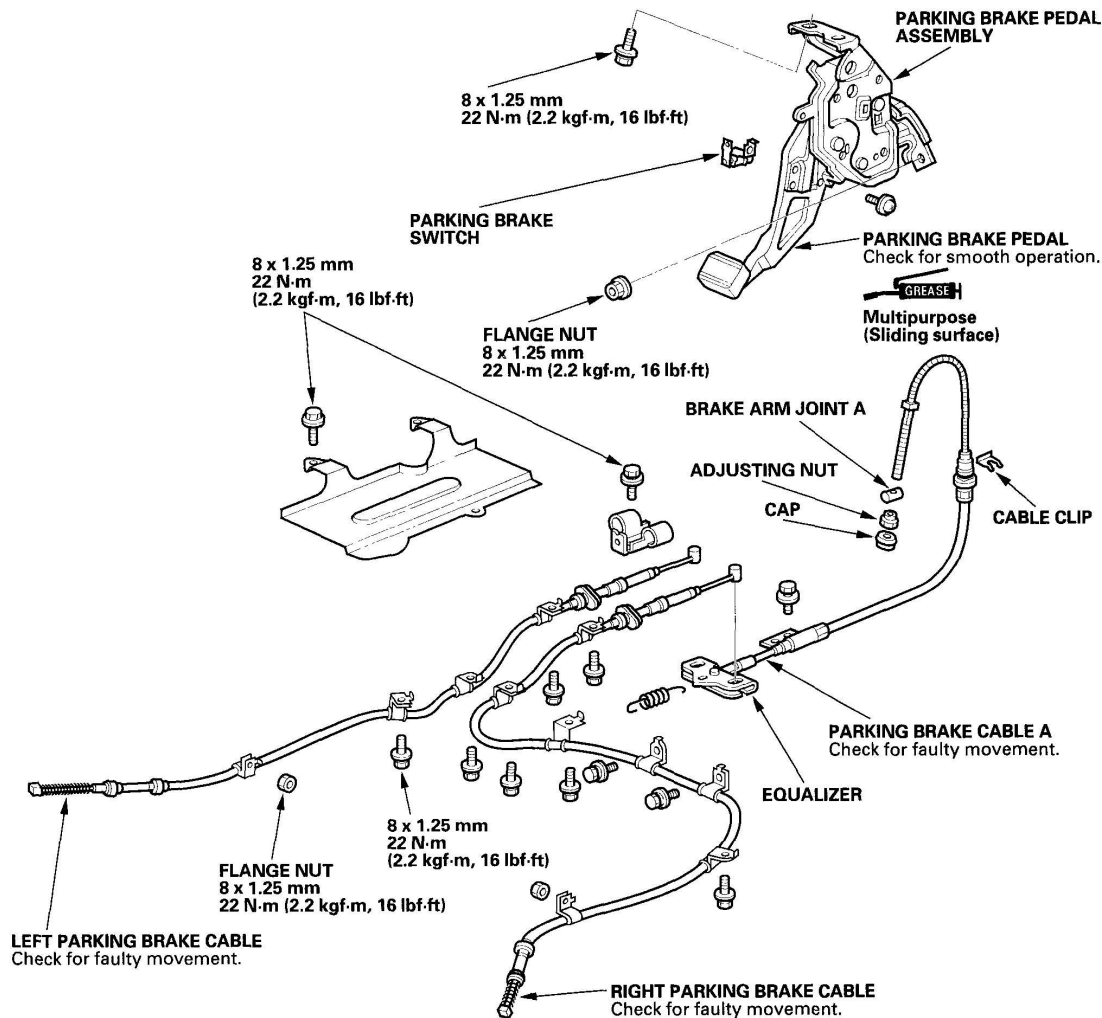 PARKING BRAKE PEDAL
ASSEMBLY
8 x 1.25 mm
22 N·m (2.2 kgf·m, 16 lbf·ft)
PARKING BRAKE
SWITCH
PARKING BRAKE PEDAL
Check for smooth operation.
8 x 1.25 mm
22 N·m
(2.2 kgf·m, 16 lbf·ft)
GREASE
Multipurpose
(Sliding surface)
FLANGE NUT
8 x 1.25 mm
22 N·m (2.2 kgf·m, 16 lbf·ft)
BRAKE ARM JOINT A
ADJUSTING NUT
CAP
CABLE CLIP
PARKING BRAKE CABLE A
Check for faulty movement.
EQUALIZER
8 x 1.25 mm
22 N·m
(2.2 kgf·m, 16 lbf·ft)
FLANGE NUT
8 x 1.25 mm
22 N·m (2.2 kgf·m, 16 lbf·ft)
LEFT PARKING BRAKE CABLE
Check for faulty movement.
RIGHT PARKING BRAKE CABLE
Check for faulty movement.